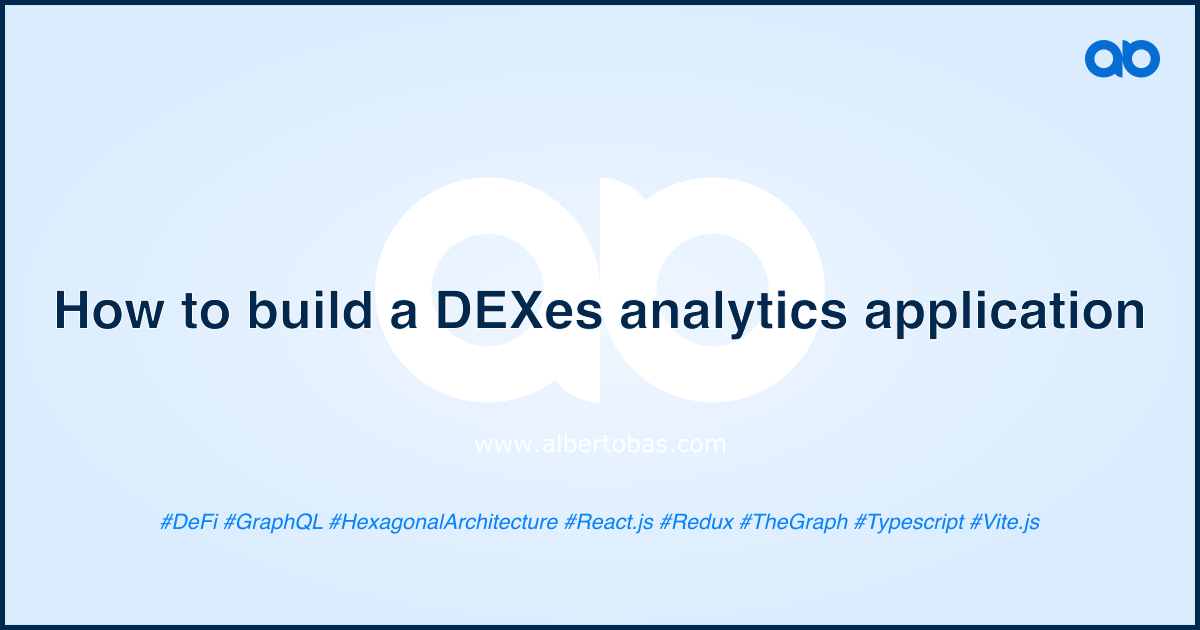 How to build a DEXes analytics application
www.albertobas.com
#DeFi #GraphQL #HexagonalArchitecture #React.js #Redux #TheGraph #Typescript #Vite.js